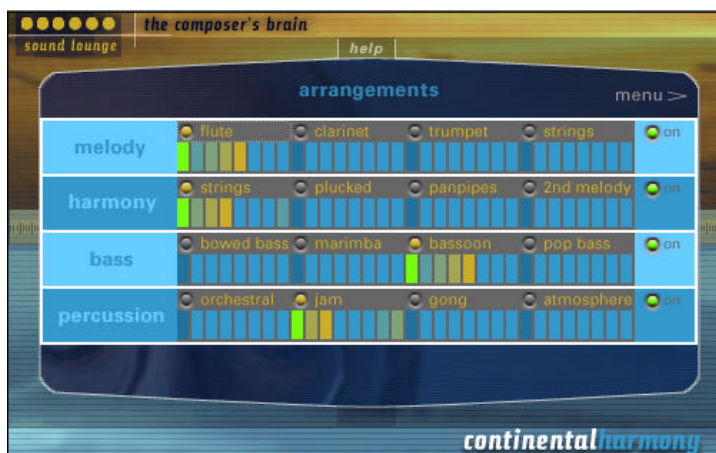 the composer's brain
sound lounge
help
arrangements
menu >
melody flute clarinet trumpet strings on
harmony strings plucked panpipes 2nd melody on
bass bowed bass marimba bassoon pop bass on
percussion orchestral jam gong atmosphere on
continentalharmony